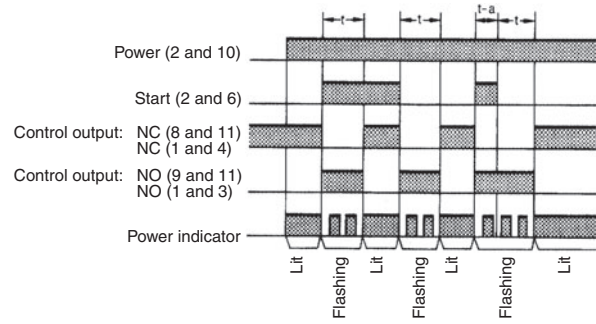 t
t
t-a
t
Power (2 and 10)
Start (2 and 6)
Control output: NC (8 and 11)
NC (1 and 4)
Control output: NO (9 and 11)
NO (1 and 3)
Power indicator
Lit
Flashing
Lit
Flashing
Lit
Flashing
Lit